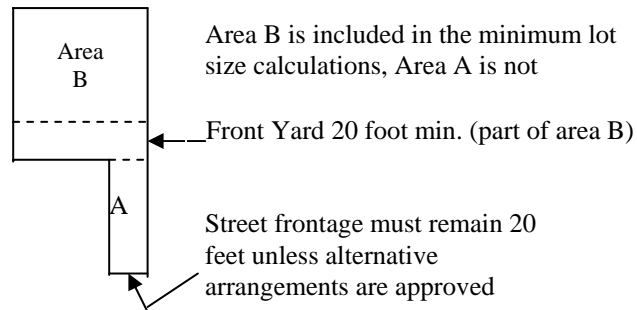 Area
B
Area B is included in the minimum lot
size calculations, Area A is not
Front Yard 20 foot min. (part of area B)
A
Street frontage must remain 20
feet unless alternative
arrangements are approved